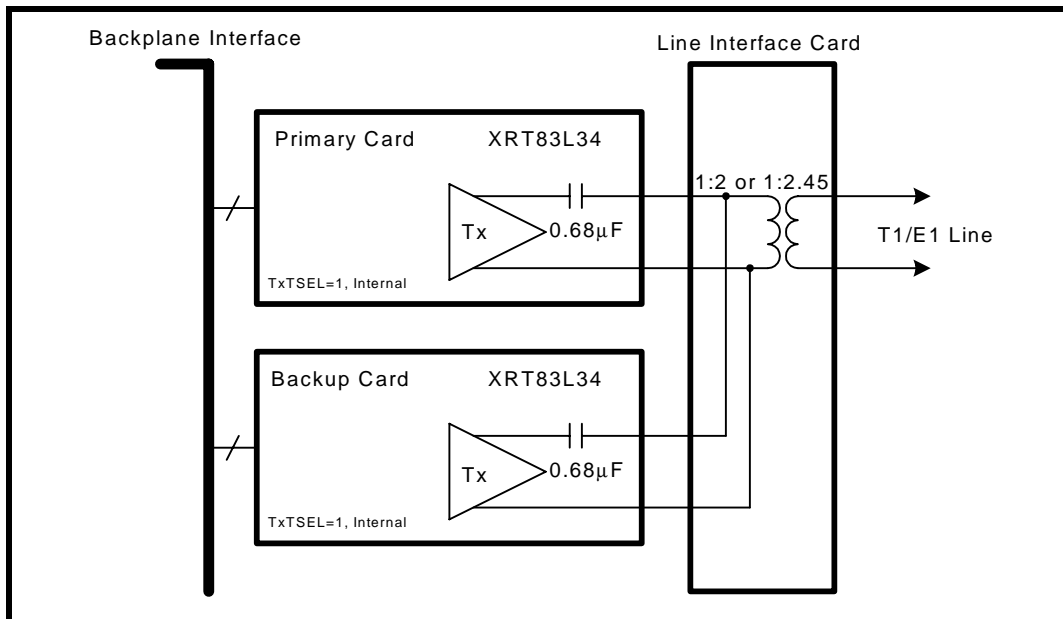 Backplane Interface
Line Interface Card
Primary Card
XRT83L34
1:2 or 1:2.45
Tx
0.68μF
T1/E1 Line
TxTSEL=1, Internal
Backup Card
XRT83L34
Tx
0.68μF
TxTSEL=1, Internal